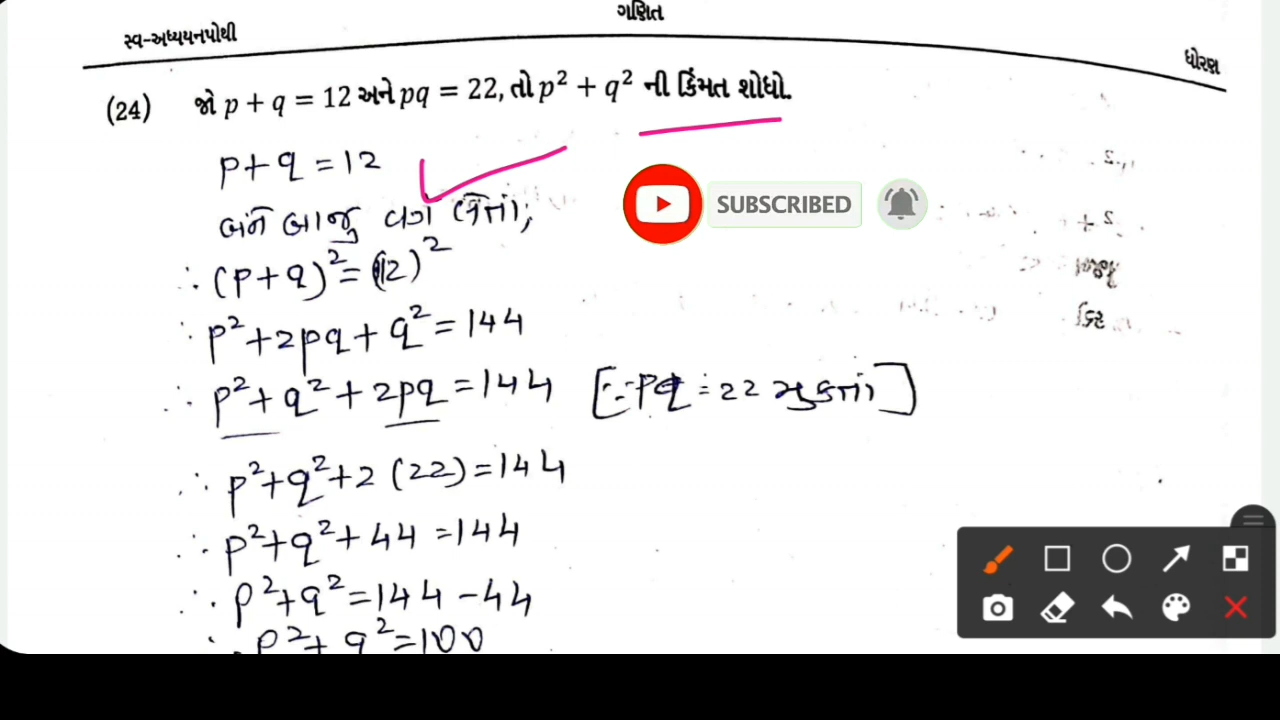 ગણિત
સ્વ-અધ્યયનપોથી
ધોરણ
(24) જો p + q = 12 અને pq = 22, તો p² + q² ની કિંમત શોધો.
p + q = 12
બંને બાજુ વર્ગ કરતાં;
SUBSCRIBED
∴ (p+q)² = (12)²
∴ p² + 2pq + q² = 144
∴ p² + q² + 2pq = 144 [∵ pq = 22 મુકતાં]
∴ p² + q² + 2 (22) = 144
∴ p² + q² + 44 = 144
∴ p² + q² = 144 - 44
∴ p² + q² = 100